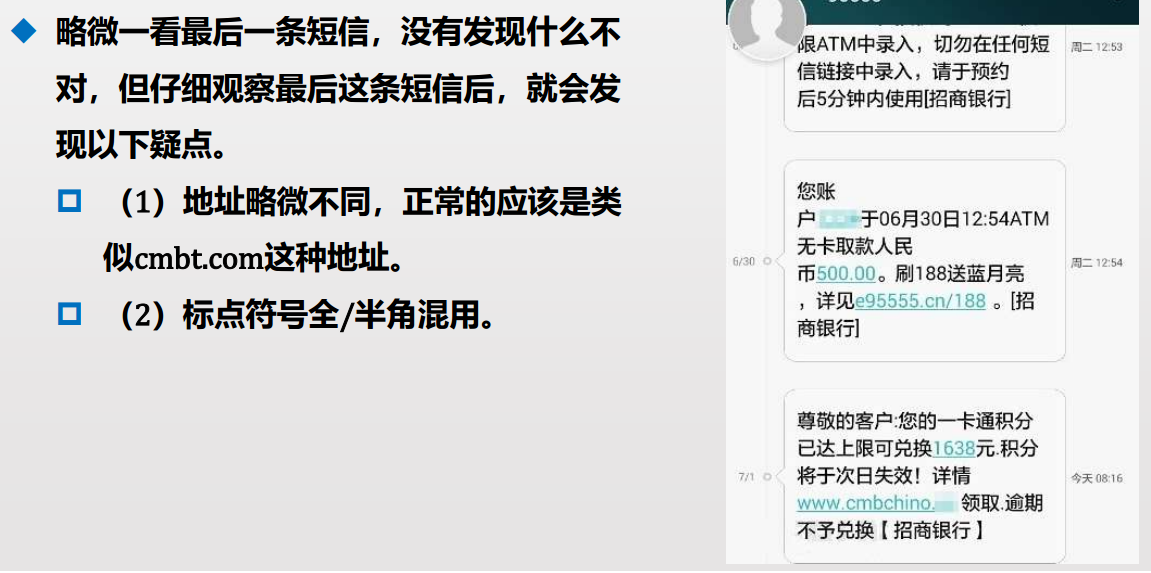 略微一看最后一条短信，没有发现什么不
对，但仔细观察最后这条短信后，就会发
现以下疑点。
（1）地址略微不同，正常的应该是类
似cmbt.com这种地址。
（2）标点符号全/半角混用。
限ATM中录入，切勿在任何短
信链接中录入，请于预约
后5分钟内使用[招商银行]
周二 12:53
您账
户于06月30日12:54ATM
无卡取款人民
币500.00。刷188送蓝月亮
，详见e95555.cn/188 。[招
商银行]
6/30
周二 12:54
尊敬的客户:您的一卡通积分
已达上限可兑换1638元.积分
将于次日失效！详情
www.cmbchino. 领取.逾期
不予兑换【 招商银行 】
7/1
今天 08:16